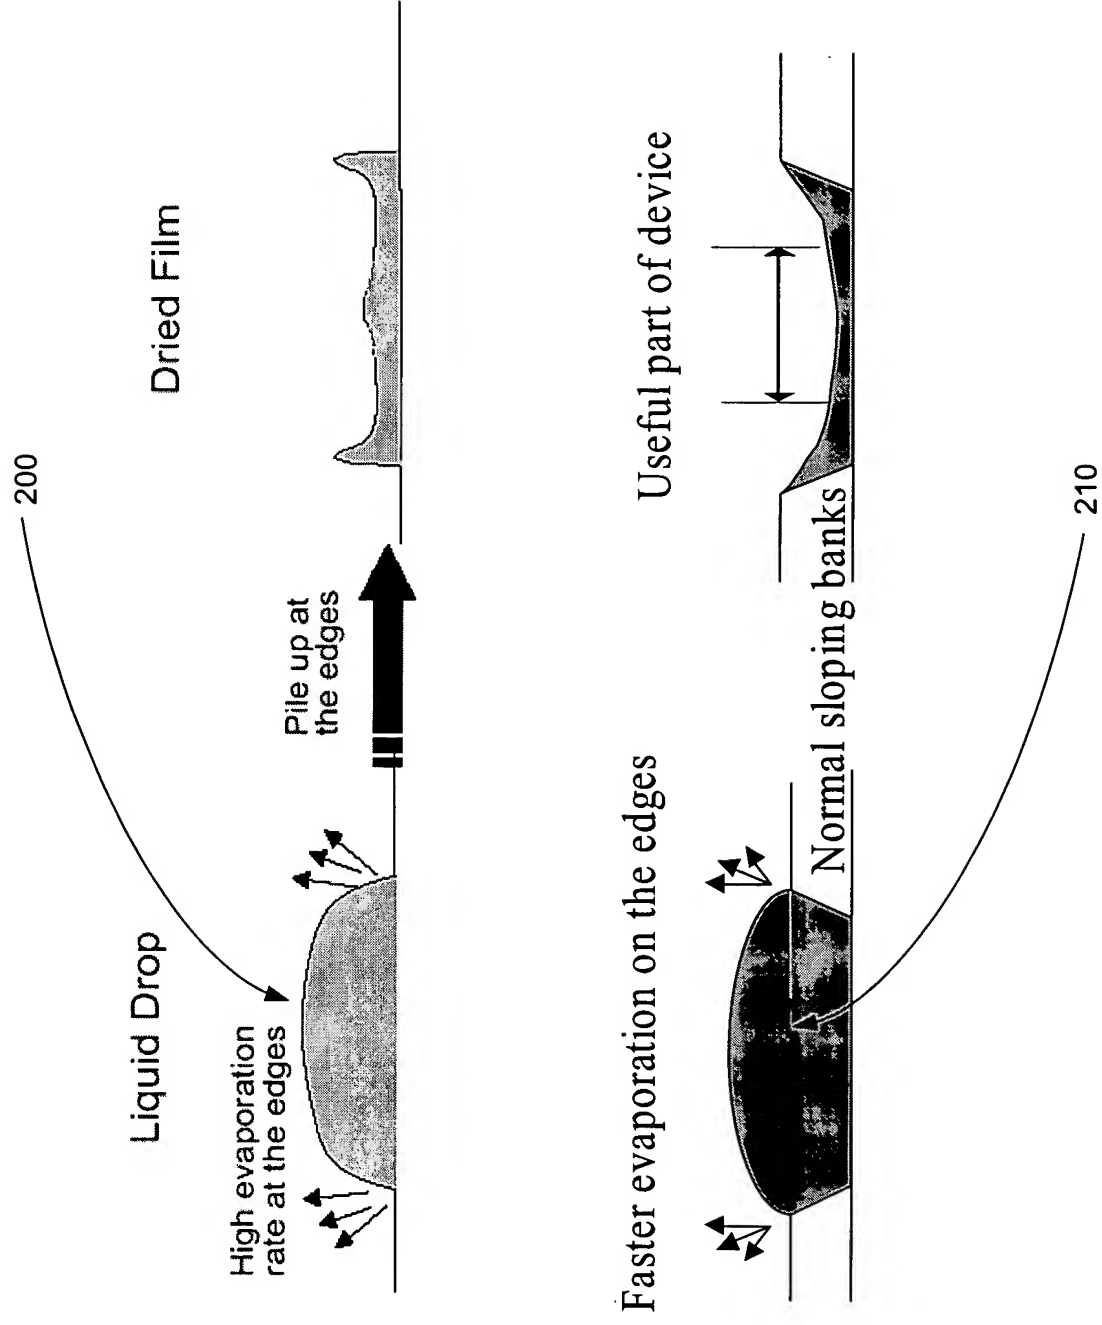 200
Liquid Drop
Dried Film
High evaporation
rate at the edges
Pile up at
the edges
Faster evaporation on the edges
Useful part of device
Normal sloping banks
210